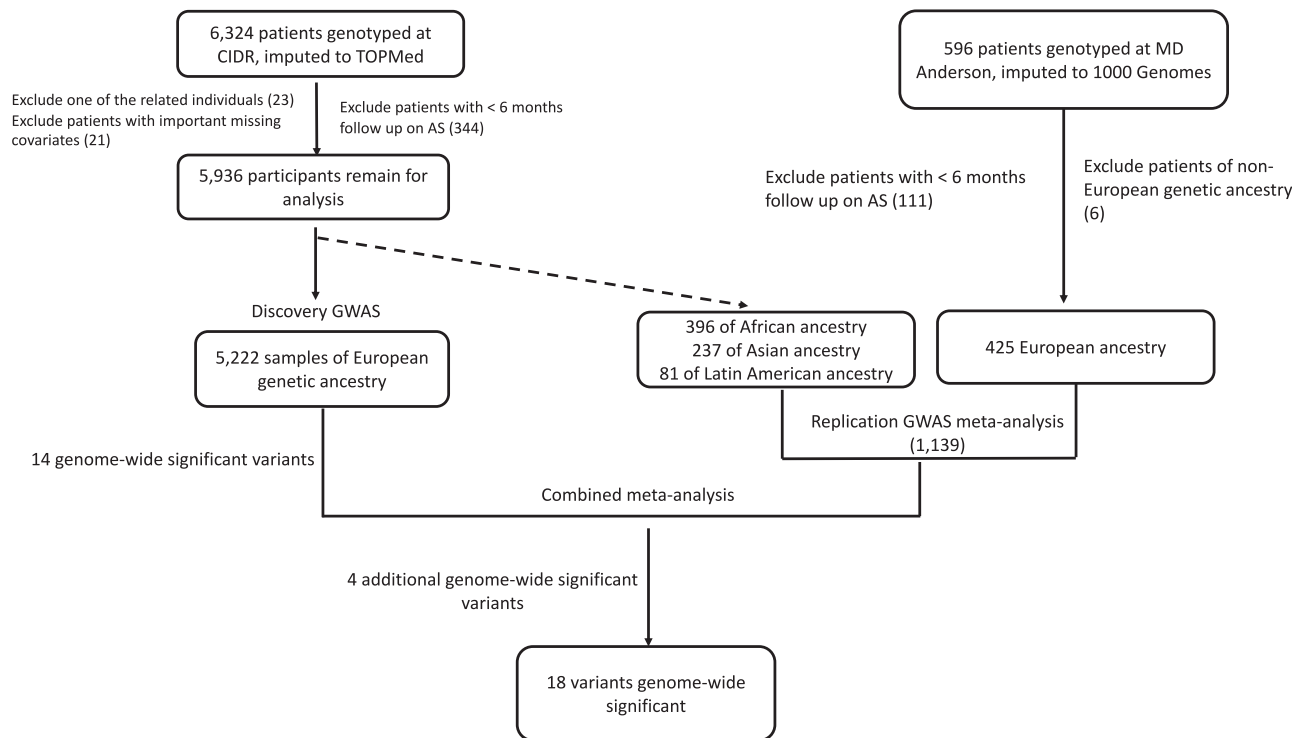 6,324 patients genotyped at
CIDR, imputed to TOPMed
596 patients genotyped at MD
Anderson, imputed to 1000 Genomes
Exclude one of the related individuals (23)
Exclude patients with important missing
covariates (21)
Exclude patients with < 6 months
follow up on AS (344)
5,936 participants remain for
analysis
Exclude patients with < 6 months
follow up on AS (111)
Exclude patients of non-
European genetic ancestry
(6)
Discovery GWAS
5,222 samples of European
genetic ancestry
396 of African ancestry
237 of Asian ancestry
81 of Latin American ancestry
425 European ancestry
Replication GWAS meta-analysis
(1,139)
14 genome-wide significant variants
Combined meta-analysis
4 additional genome-wide significant
variants
18 variants genome-wide
significant